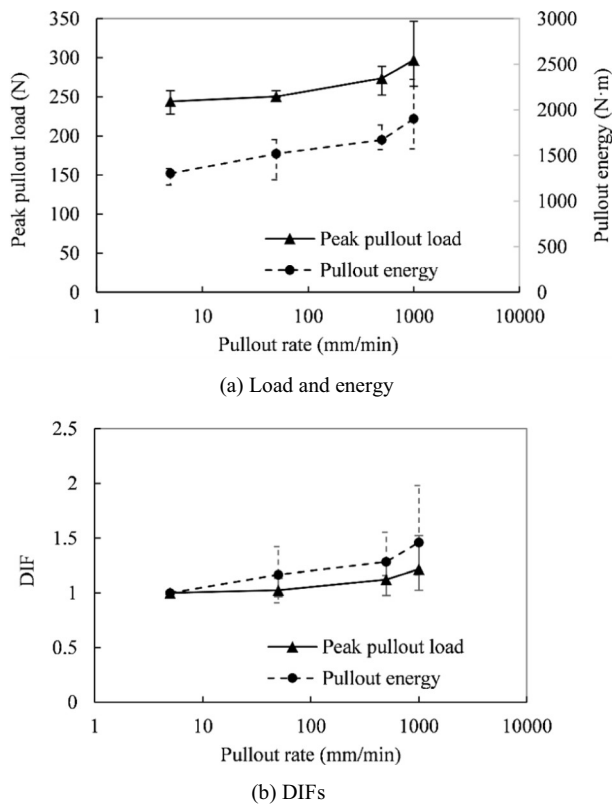 350
300
250
200
150
100
50
0
Peak pullout load (N)
3000
2500
2000
1500
1000
500
0
Pullout energy (N·m)
Peak pullout load
Pullout energy
1
10
100
1000
10000
Pullout rate (mm/min)
(a) Load and energy
2.5
2
1.5
1
0.5
0
DIF
Peak pullout load
Pullout energy
1
10
100
1000
10000
Pullout rate (mm/min)
(b) DIFs